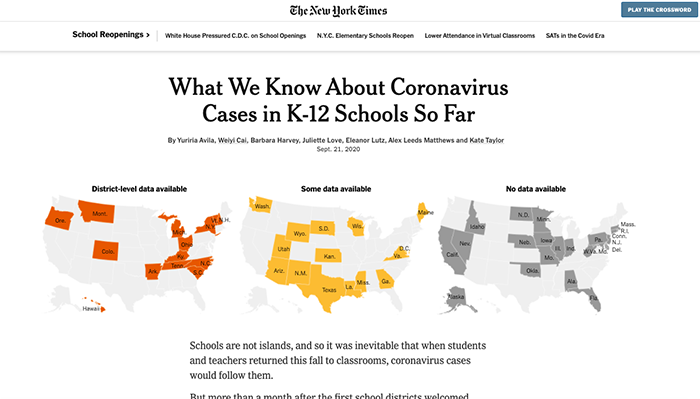 The New York Times
PLAY THE CROSSWORD
School Reopenings >
White House Pressured C.D.C. on School Openings
N.Y.C. Elementary Schools Reopen
Lower Attendance in Virtual Classrooms
SATs in the Covid Era
What We Know About Coronavirus
Cases in K-12 Schools So Far
By Yuriria Avila, Weiyi Cai, Barbara Harvey, Juliette Love, Eleanor Lutz, Alex Leeds Matthews and Kate Taylor
Sept. 21, 2020
District-level data available
Ore.
Mont.
Colo.
Ark.
Mich.
Ohio
Ky.
Tenn.
N.C.
S.C.
Vt.
N.H.
N.Y.
Hawaii
Some data available
Wash.
Wyo.
S.D.
Wis.
Maine
Utah
Kan.
D.C.
Va.
Ariz.
N.M.
Texas
La.
Miss.
Ga.
No data available
Idaho
N.D.
Minn.
Mass.
R.I.
Conn.
N.J.
Del.
Nev.
Calif.
Neb.
Iowa
Ill.
Ind.
Pa.
W.Va.
Md.
Mo.
Okla.
Ala.
Fla.
Alaska
Schools are not islands, and so it was inevitable that when students
and teachers returned this fall to classrooms, coronavirus cases
would follow them.
But more than a month after the first school districts welcomed